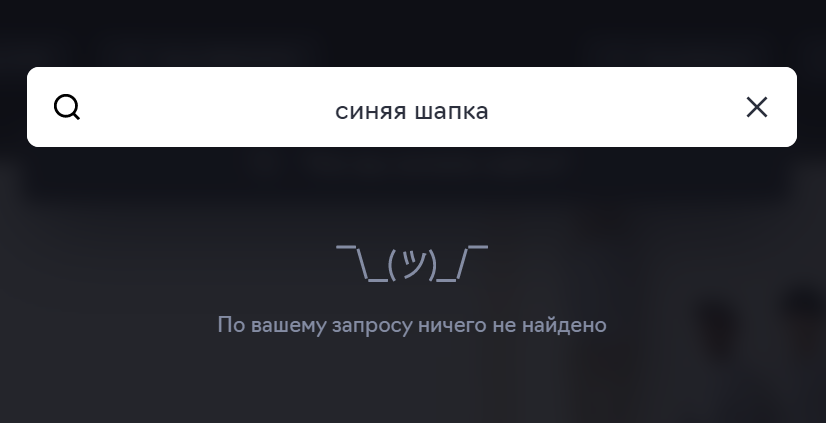 синяя шапка
¯\_(ツ)_/¯
По вашему запросу ничего не найдено